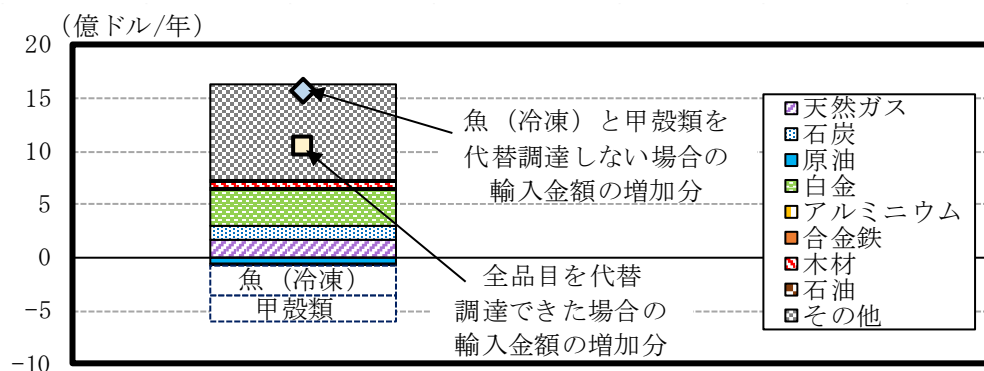 (億ドル/年)
20
15
10
5
0
-5
-10
魚（冷凍）と甲殻類を
代替調達しない場合の
輸入金額の増加分
全品目を代替
調達できた場合の
輸入金額の増加分
魚（冷凍）
甲殻類
天然ガス
石炭
原油
白金
アルミニウム
合金鉄
木材
石油
その他